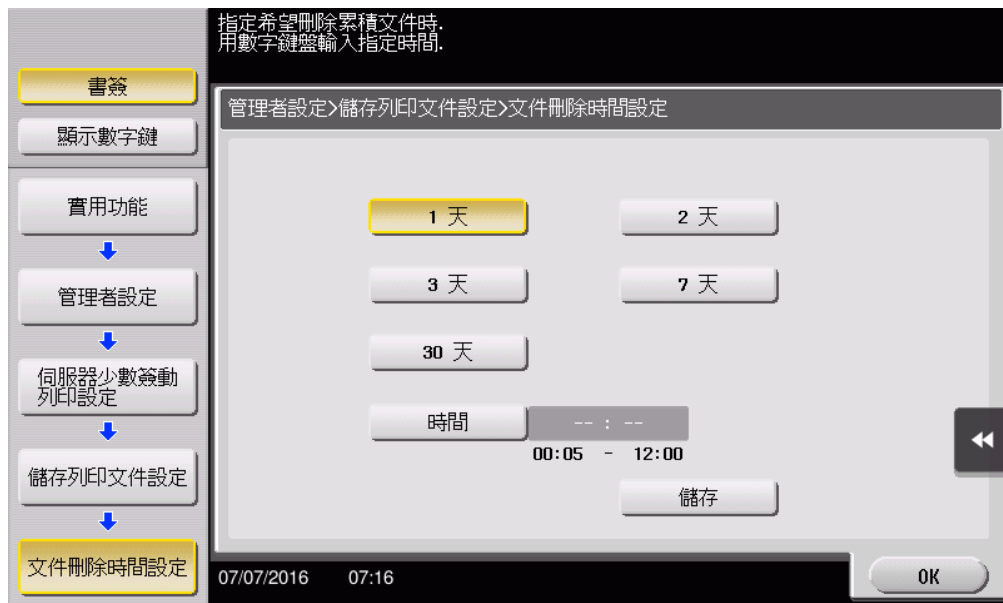 指定希望刪除累積文件時.
用數字鍵盤輸入指定時間.
書簽
顯示數字鍵
實用功能
管理者設定
伺服器少數簽動
列印設定
儲存列印文件設定
文件刪除時間設定
管理者設定>儲存列印文件設定>文件刪除時間設定
1 天
2 天
3 天
7 天
30 天
時間
-- : --
00:05 - 12:00
儲存
07/07/2016 07:16
OK